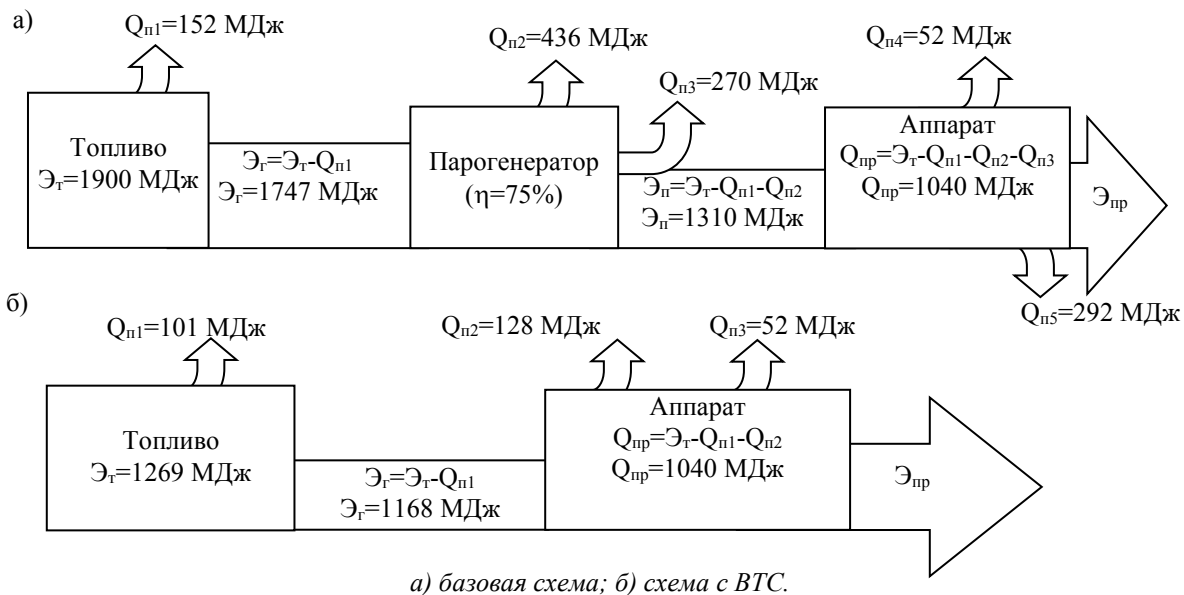 а)
Qп1=152 МДж
Qп2=436 МДж
Qп4=52 МДж
Qп3=270 МДж
Топливо
Эт=1900 МДж
Эг=Эт-Qп1
Эг=1747 МДж
Парогенератор
(η=75%)
Эп=Эт-Qп1-Qп2
Эп=1310 МДж
Аппарат
Qпр=Эт-Qп1-Qп2-Qп3
Qпр=1040 МДж
Эпр
Qп5=292 МДж
б)
Qп1=101 МДж
Qп2=128 МДж
Qп3=52 МДж
Топливо
Эт=1269 МДж
Эг=Эт-Qп1
Эг=1168 МДж
Аппарат
Qпр=Эт-Qп1-Qп2
Qпр=1040 МДж
Эпр
а) базовая схема; б) схема с ВТС.